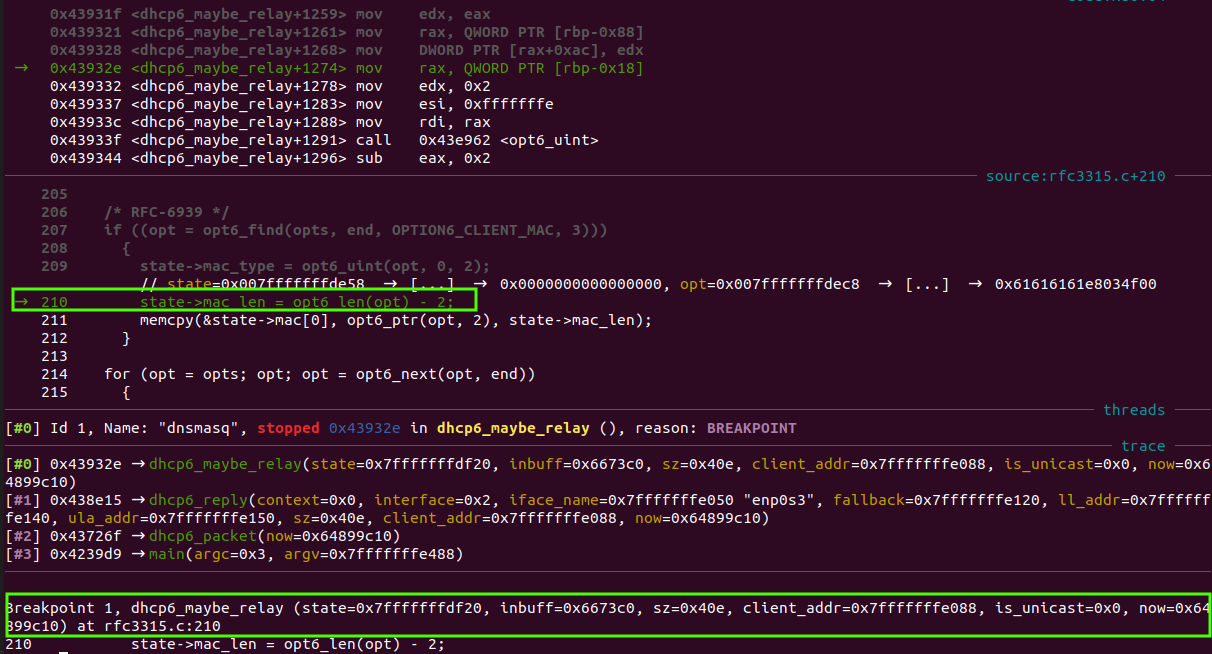 0x43931f <dhcp6_maybe_relay+1259> mov    edx, eax
0x439321 <dhcp6_maybe_relay+1261> mov    rax, QWORD PTR [rbp-0x88]
0x439328 <dhcp6_maybe_relay+1268> mov    DWORD PTR [rax+0xac], edx
→ 0x43932e <dhcp6_maybe_relay+1274> mov    rax, QWORD PTR [rbp-0x18]
0x439332 <dhcp6_maybe_relay+1278> mov    edx, 0x2
0x439337 <dhcp6_maybe_relay+1283> mov    esi, 0xfffffffe
0x43933c <dhcp6_maybe_relay+1288> mov    rdi, rax
0x43933f <dhcp6_maybe_relay+1291> call   0x43e962 <opt6_uint>
0x439344 <dhcp6_maybe_relay+1296> sub    eax, 0x2
source:rfc3315.c+210
205
206    /* RFC-6939 */
207    if ((opt = opt6_find(opts, end, OPTION6_CLIENT_MAC, 3)))
208      {
209        state->mac_type = opt6_uint(opt, 0, 2);
// state=0x007fffffffde58  →  [...]  →  0x0000000000000000, opt=0x007fffffffdec8  →  [...]  →  0x61616161e8034f00
→ 210        state->mac_len = opt6_len(opt) - 2;
211        memcpy(&state->mac[0], opt6_ptr(opt, 2), state->mac_len);
212      }
213
214    for (opt = opts; opt; opt = opt6_next(opt, end))
215      {
threads
[#0] Id 1, Name: "dnsmasq", stopped 0x43932e in dhcp6_maybe_relay (), reason: BREAKPOINT
trace
[#0] 0x43932e → dhcp6_maybe_relay(state=0x7fffffffdf20, inbuff=0x6673c0, sz=0x40e, client_addr=0x7fffffffe088, is_unicast=0x0, now=0x6
4899c10)
[#1] 0x438e15 → dhcp6_reply(context=0x0, interface=0x2, iface_name=0x7fffffffe050 "enp0s3", fallback=0x7fffffffe120, ll_addr=0x7ffffff
fe140, ula_addr=0x7fffffffe150, sz=0x40e, client_addr=0x7fffffffe088, now=0x64899c10)
[#2] 0x43726f → dhcp6_packet(now=0x64899c10)
[#3] 0x4239d9 → main(argc=0x3, argv=0x7fffffffe488)
Breakpoint 1, dhcp6_maybe_relay (state=0x7fffffffdf20, inbuff=0x6673c0, sz=0x40e, client_addr=0x7fffffffe088, is_unicast=0x0, now=0x64
899c10) at rfc3315.c:210
210        state->mac_len = opt6_len(opt) - 2;